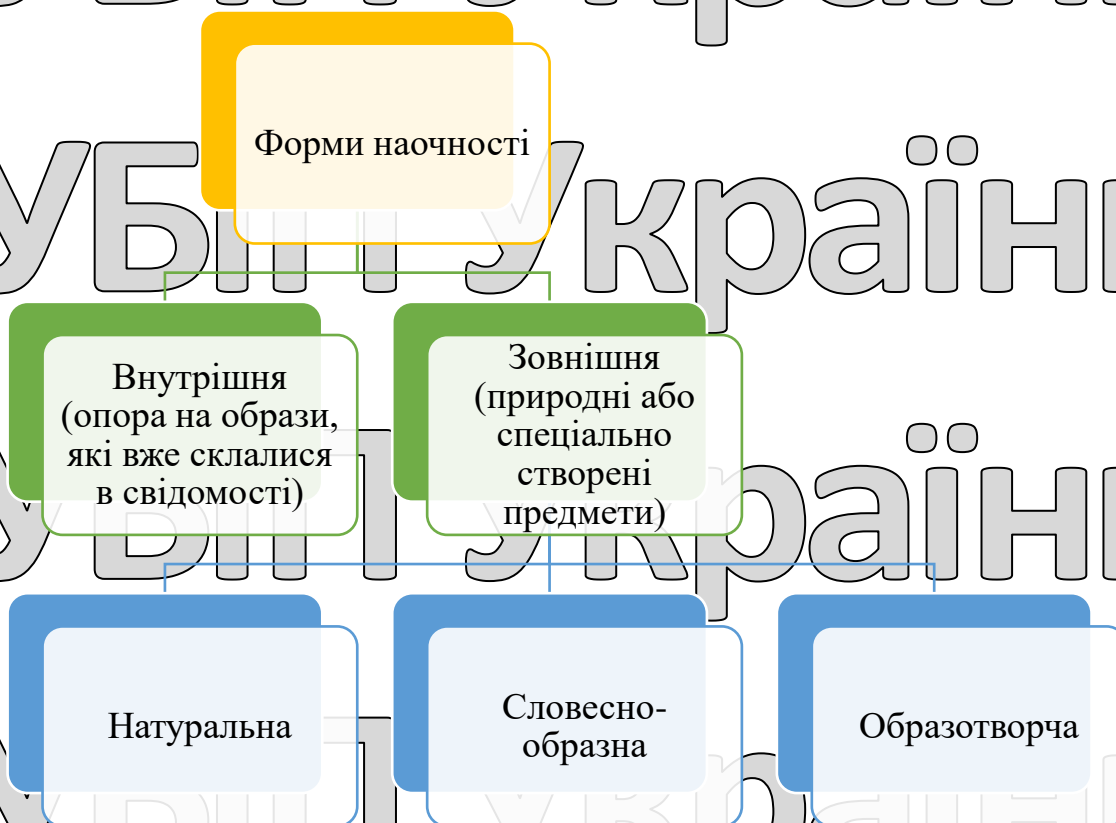 Форми наочності
Внутрішня
(опора на образи,
які вже склалися
в свідомості)
Зовнішня
(природні або
спеціально
створені
предмети)
Натуральна
Словесно-
образна
Образотворча